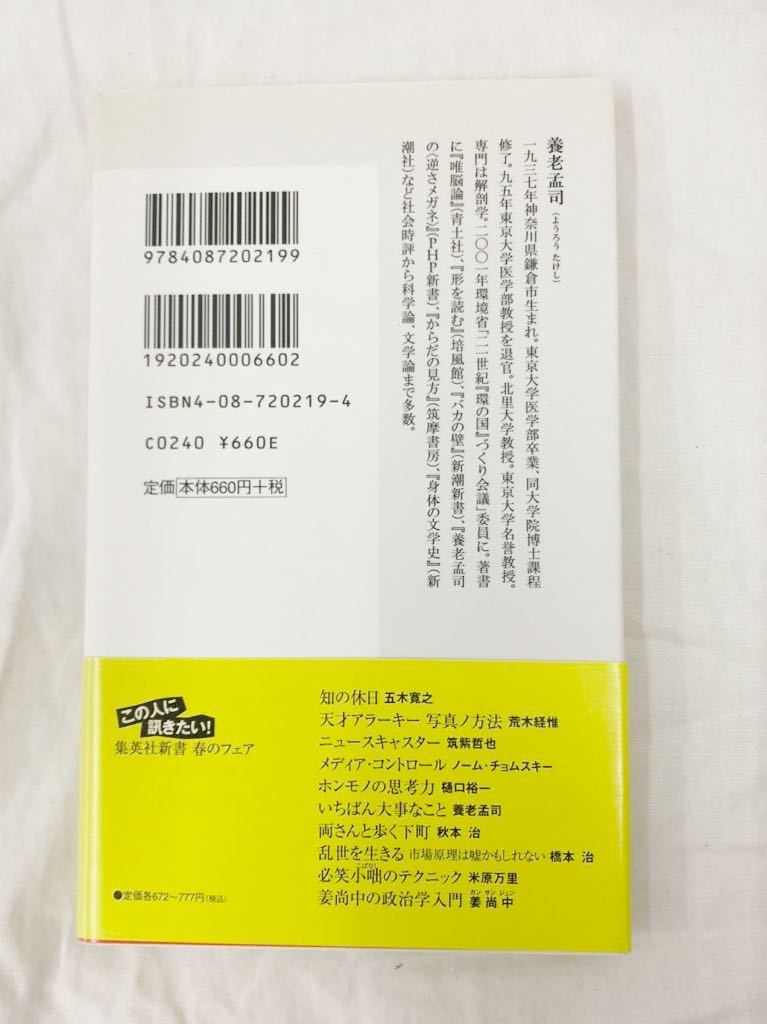 養老孟司（ようろう たけし）
一九三七年神奈川県鎌倉市生まれ。東京大学医学部卒業、同大学院博士課程
修了。九五年東京大学医学部教授を退官。北里大学教授。東京大学名誉教授。
専門は解剖学。二〇〇一年環境省「二一世紀『環の国』づくり会議」委員に。著書
に『唯脳論』（青土社）、『形を読む』（培風館）、『バカの壁』（新潮新書）、『養老孟司
の〈逆さメガネ〉』（PHP新書）、『からだの見方』（筑摩書房）、『身体の文学史』（新
潮社）など社会時評から科学論、文学論まで多数。
9784087202199
1920240006602
ISBN4-08-720219-4
C0240 ¥660E
定価 本体660円+税
この人に
訊きたい!
集英社新書 春のフェア
知の休日 五木寛之
天才アラーキー 写真ノ方法 荒木経惟
ニュースキャスター 筑紫哲也
メディア・コントロール ノーム・チョムスキー
ホンモノの思考力 樋口裕一
いちばん大事なこと 養老孟司
両さんと歩く下町 秋本 治
乱世を生きる 市場原理は嘘かもしれない 橋本 治
必笑小咄のテクニック 米原万里
こばなし
姜尚中の政治学入門 姜尚中
カン サン ジュン
●定価各672〜777円(税込)